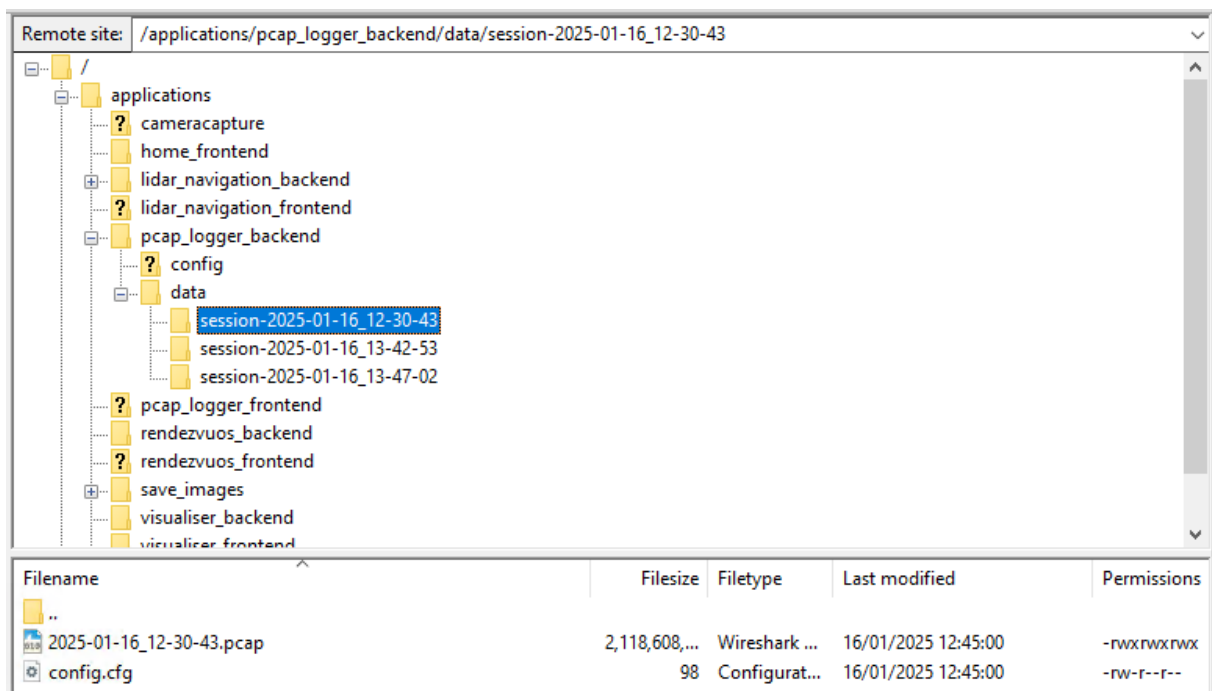 Remote site: /applications/pcap_logger_backend/data/session-2025-01-16_12-30-43
/
applications
? cameracapture
home_frontend
lidar_navigation_backend
? lidar_navigation_frontend
pcap_logger_backend
? config
data
session-2025-01-16_12-30-43
session-2025-01-16_13-42-53
session-2025-01-16_13-47-02
? pcap_logger_frontend
rendezvuos_backend
? rendezvuos_frontend
save_images
visualiser_backend
visualiser_frontend
Filename Filesize Filetype Last modified Permissions
..
2025-01-16_12-30-43.pcap 2,118,608,... Wireshark ... 16/01/2025 12:45:00 -rwxrwxrwx
config.cfg 98 Configurat... 16/01/2025 12:45:00 -rw-r--r--